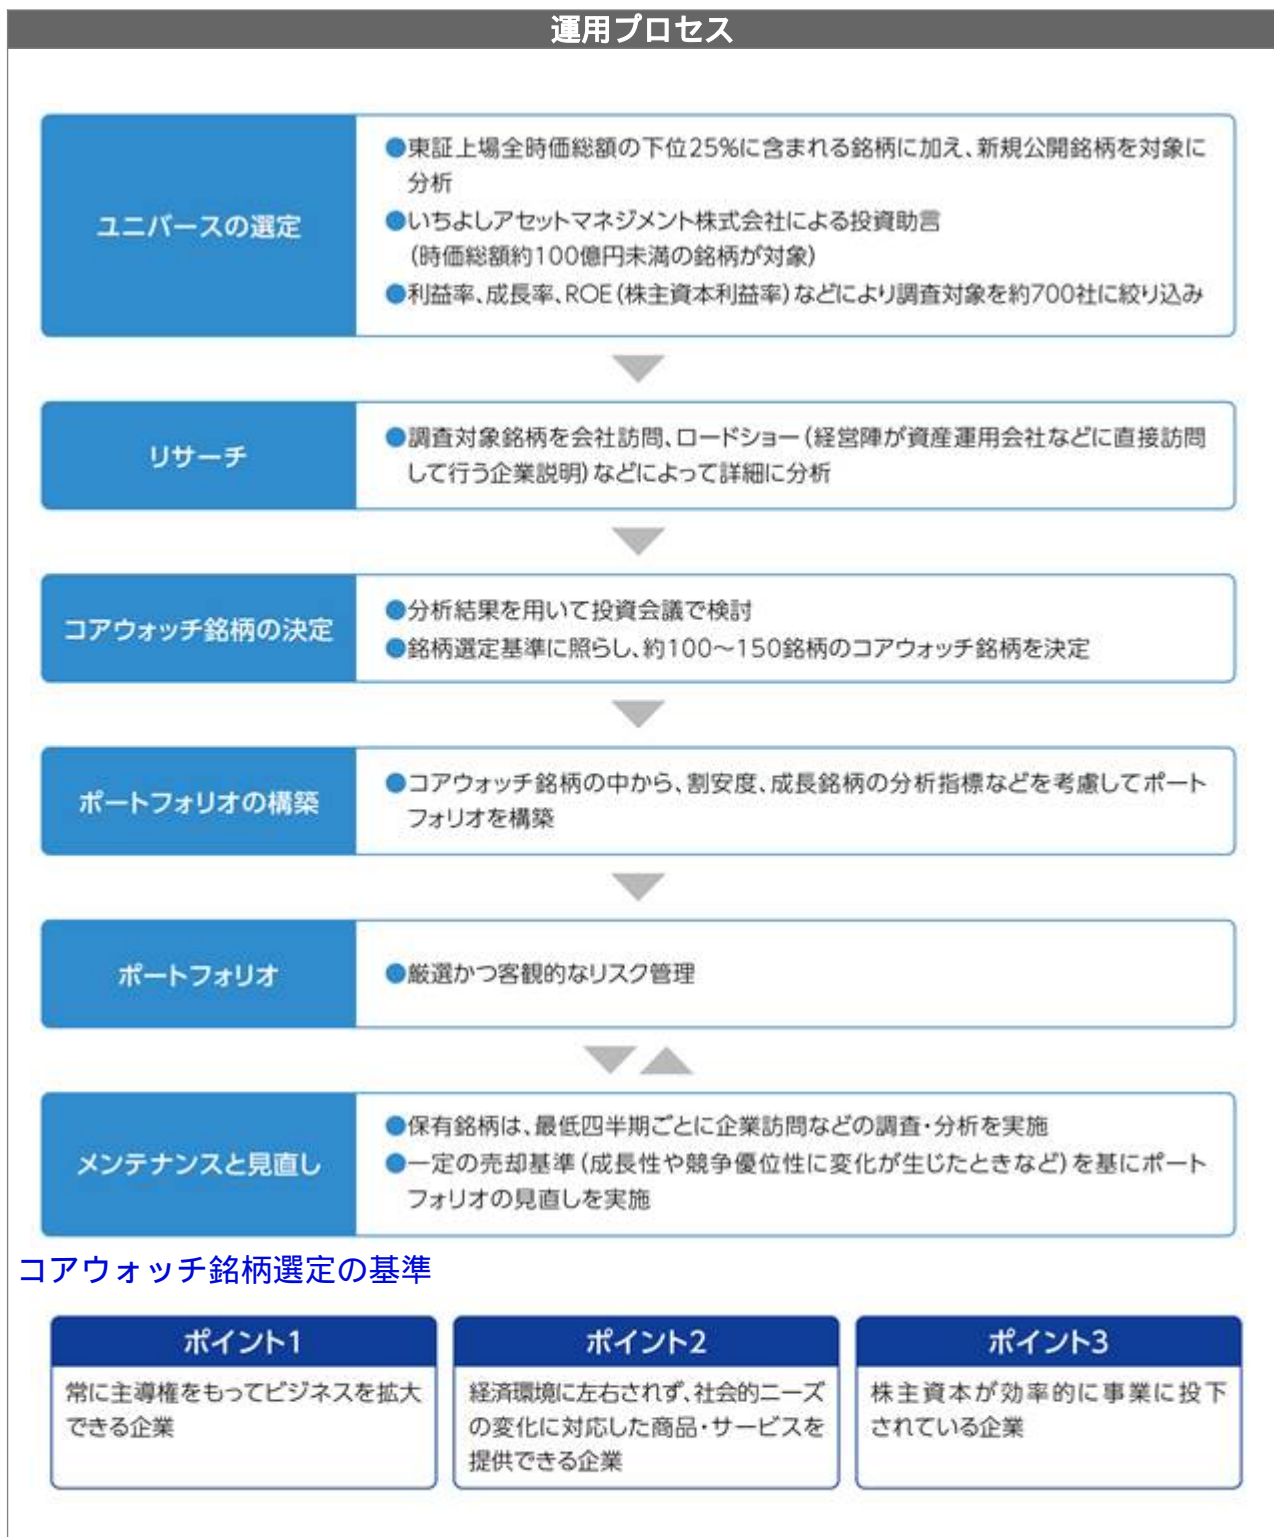 運用プロセス
ユニバースの選定
●東証上場全時価総額の下位25%に含まれる銘柄に加え、新規公開銘柄を対象に
分析
●いちよしアセットマネジメント株式会社による投資助言
(時価総額約100億円未満の銘柄が対象)
●利益率、成長率、ROE(株主資本利益率)などにより調査対象を約700社に絞り込み
リサーチ
●調査対象銘柄を会社訪問、ロードショー(経営陣が資産運用会社などに直接訪問
して行う企業説明)などによって詳細に分析
コアウォッチ銘柄の決定
●分析結果を用いて投資会議で検討
●銘柄選定基準に照らし、約100～150銘柄のコアウォッチ銘柄を決定
ポートフォリオの構築
●コアウォッチ銘柄の中から、割安度、成長銘柄の分析指標などを考慮してポート
フォリオを構築
ポートフォリオ
●厳選かつ客観的なリスク管理
メンテナンスと見直し
●保有銘柄は、最低四半期ごとに企業訪問などの調査・分析を実施
●一定の売却基準(成長性や競争優位性に変化が生じたときなど)を基にポート
フォリオの見直しを実施
コアウォッチ銘柄選定の基準
ポイント1
常に主導権をもってビジネスを拡大
できる企業
ポイント2
経済環境に左右されず、社会的ニーズ
の変化に対応した商品・サービスを
提供できる企業
ポイント3
株主資本が効率的に事業に投下
されている企業